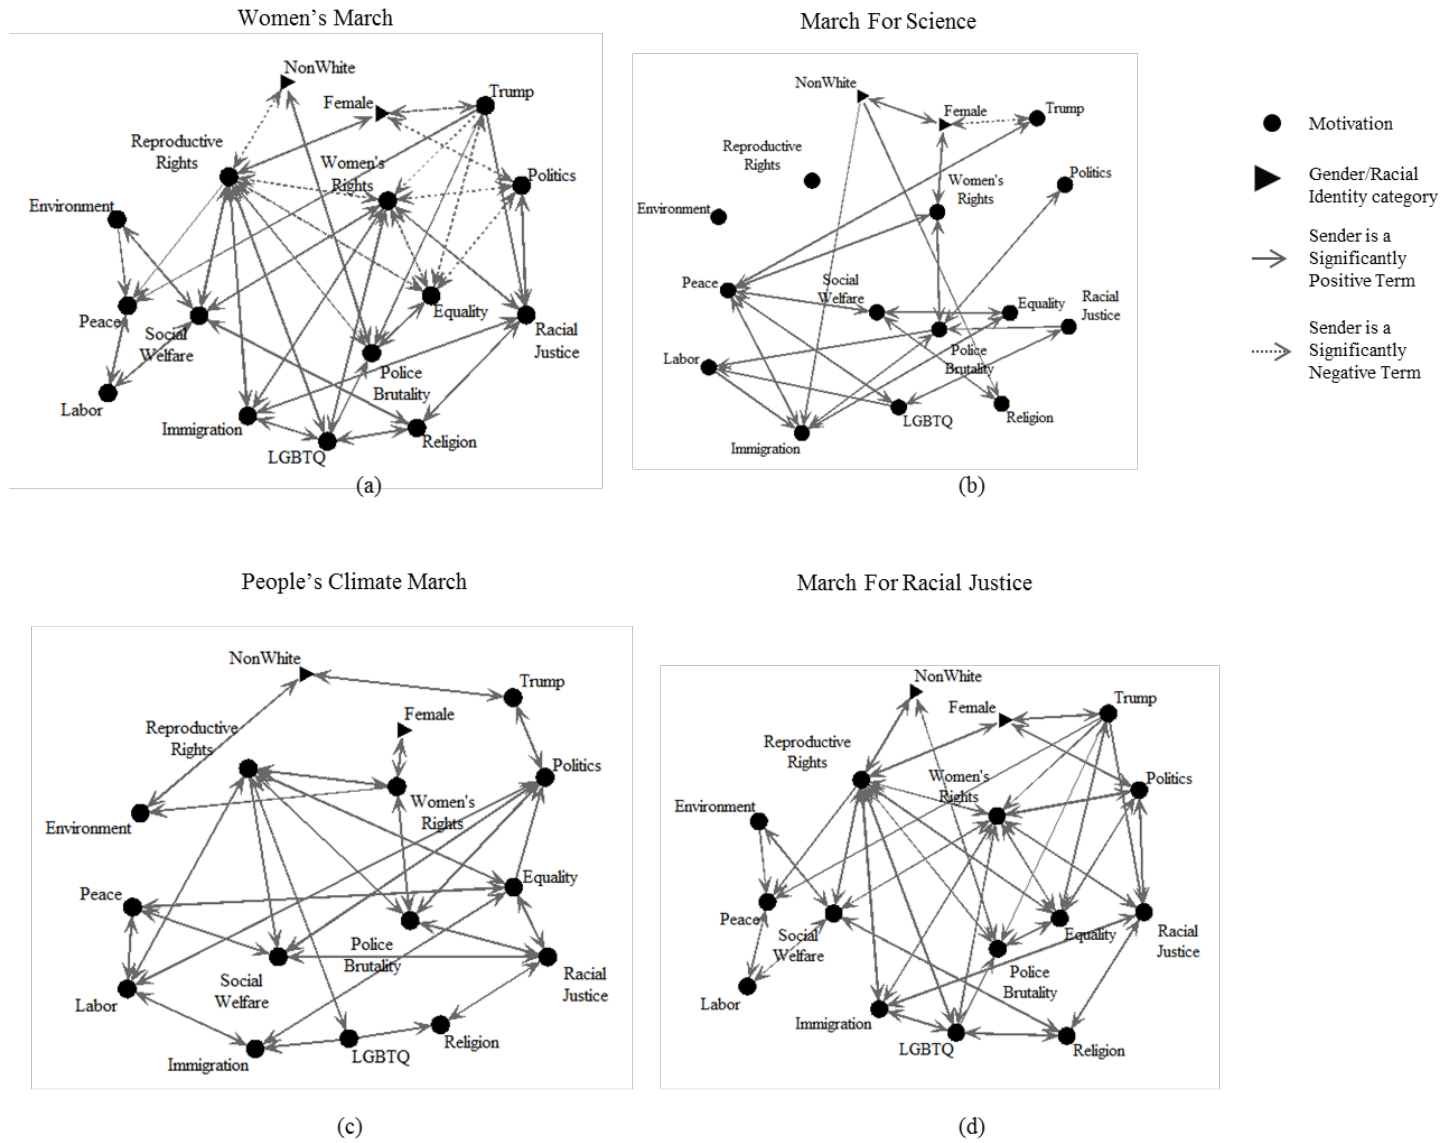 Women's March
NonWhite
Female
Trump
Reproductive
Rights
Women's
Rights
Politics
Environment
Peace
Social
Welfare
Equality
Racial
Justice
Police
Brutality
Labor
Immigration
LGBTQ
Religion
(a)
March For Science
NonWhite
Female
Trump
Reproductive
Rights
Women's
Rights
Politics
Environment
Peace
Social
Welfare
Equality
Racial
Justice
Police
Brutality
Labor
LGBTQ
Religion
Immigration
(b)
Motivation
Gender/Racial
Identity category
Sender is a
Significantly
Positive Term
Sender is a
Significantly
Negative Term
People's Climate March
NonWhite
Trump
Female
Reproductive
Rights
Politics
Women's
Rights
Environment
Equality
Peace
Police
Brutality
Social
Welfare
Racial
Justice
Labor
Religion
LGBTQ
Immigration
(c)
March For Racial Justice
NonWhite
Female
Trump
Reproductive
Rights
Women's
Rights
Politics
Environment
Peace
Social
Welfare
Equality
Racial
Justice
Police
Brutality
Labor
Immigration
LGBTQ
Religion
(d)